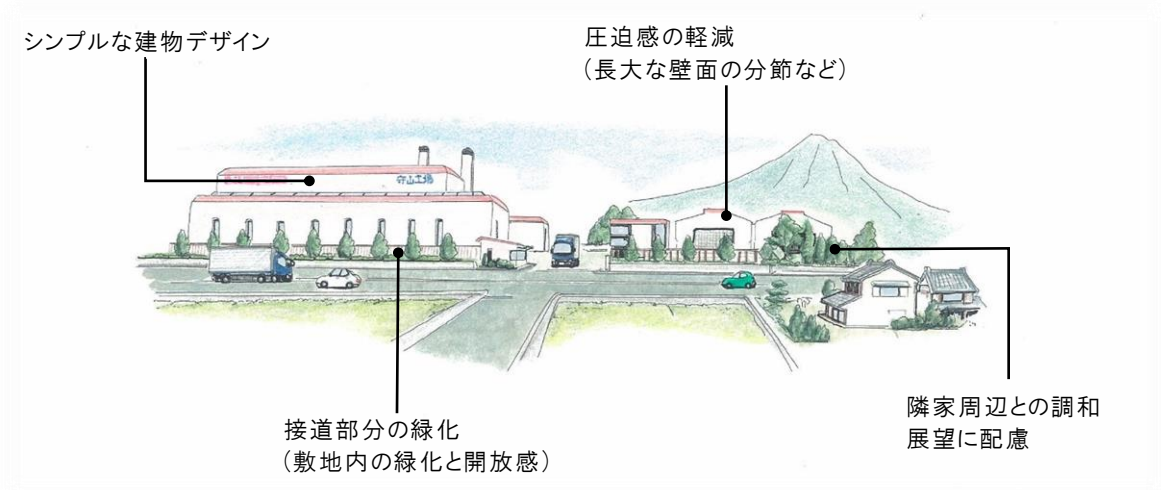 シンプルな建物デザイン
圧迫感の軽減
（長大な壁面の分節など）
守山工場
接道部分の緑化
（敷地内の緑化と開放感）
隣家周辺との調和
展望に配慮